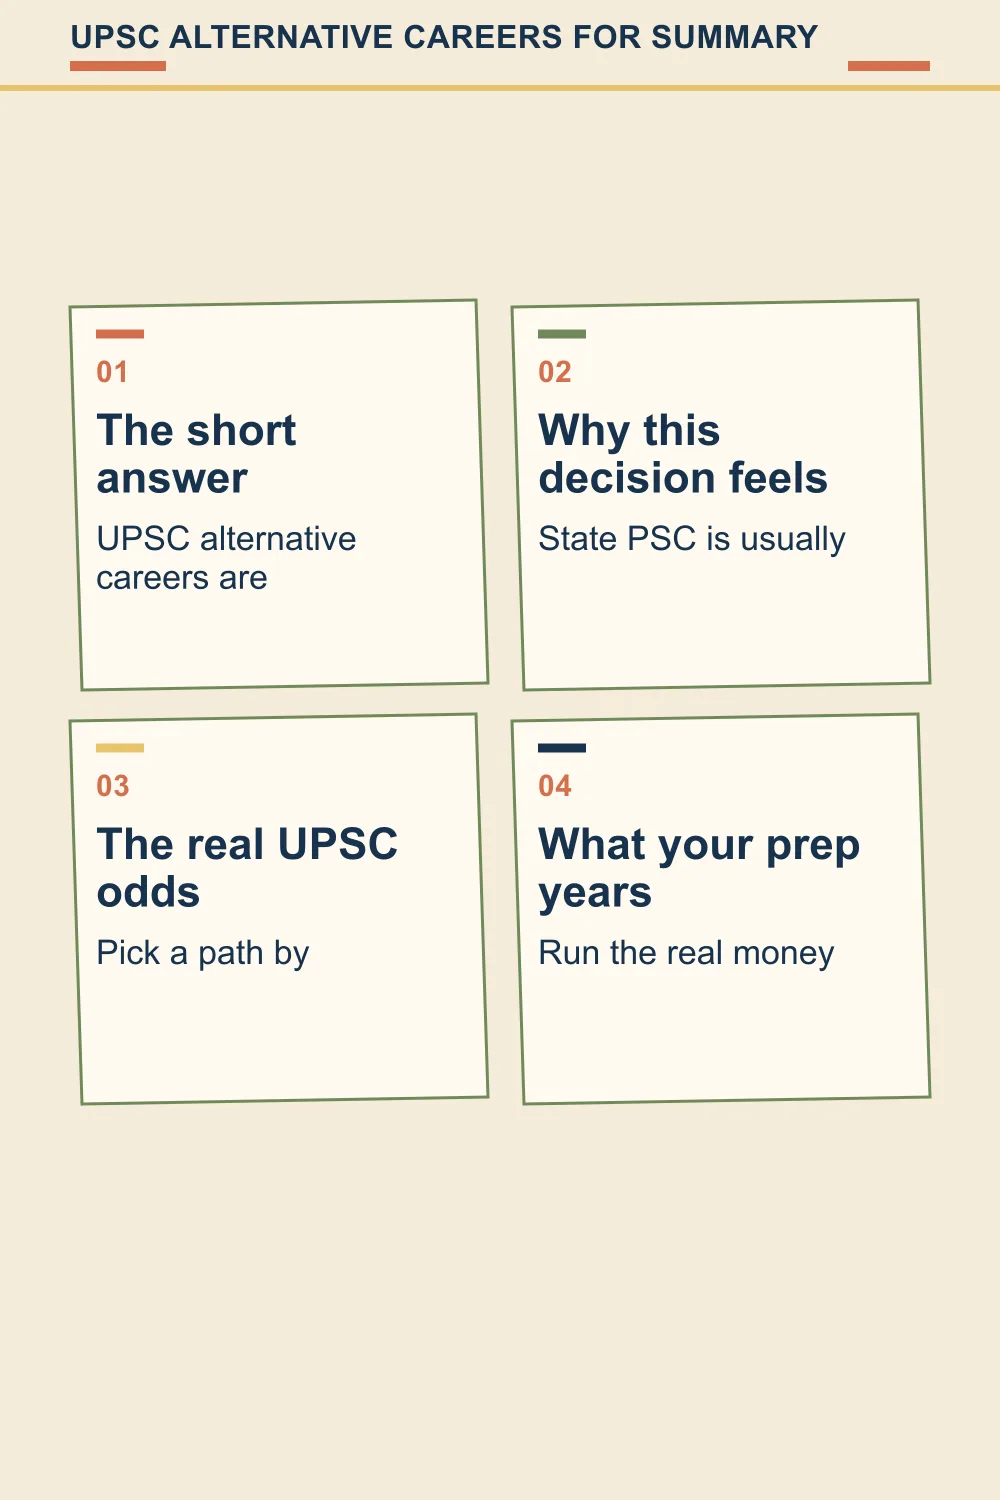 UPSC ALTERNATIVE CAREERS FOR SUMMARY
01
The short
answer
UPSC alternative
careers are
02
Why this
decision feels
State PSC is usually
03
The real UPSC
odds
Pick a path by
04
What your prep
years
Run the real money